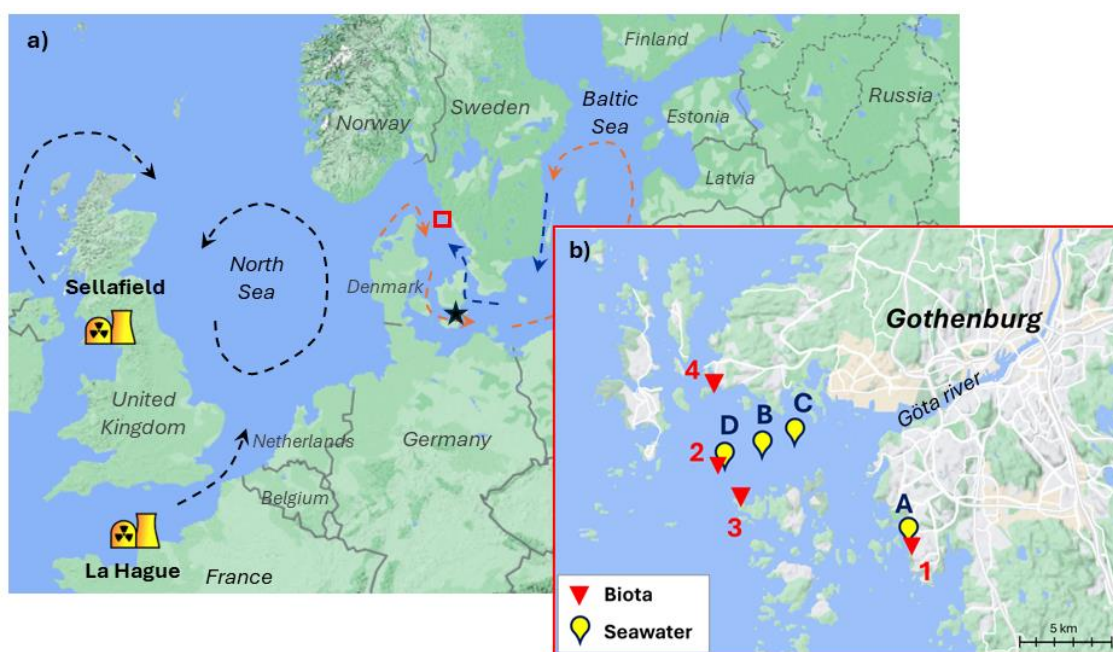 a)
Finland
Norway
Sweden
Baltic
Sea
Estonia
Russia
Latvia
North
Sea
Denmark
Sellafield
United
Kingdom
Netherlands
Germany
Belgium
La Hague
France
b)
Gothenburg
Göta river
4
D
B
C
2
3
A
1
Biota
Seawater
5 km